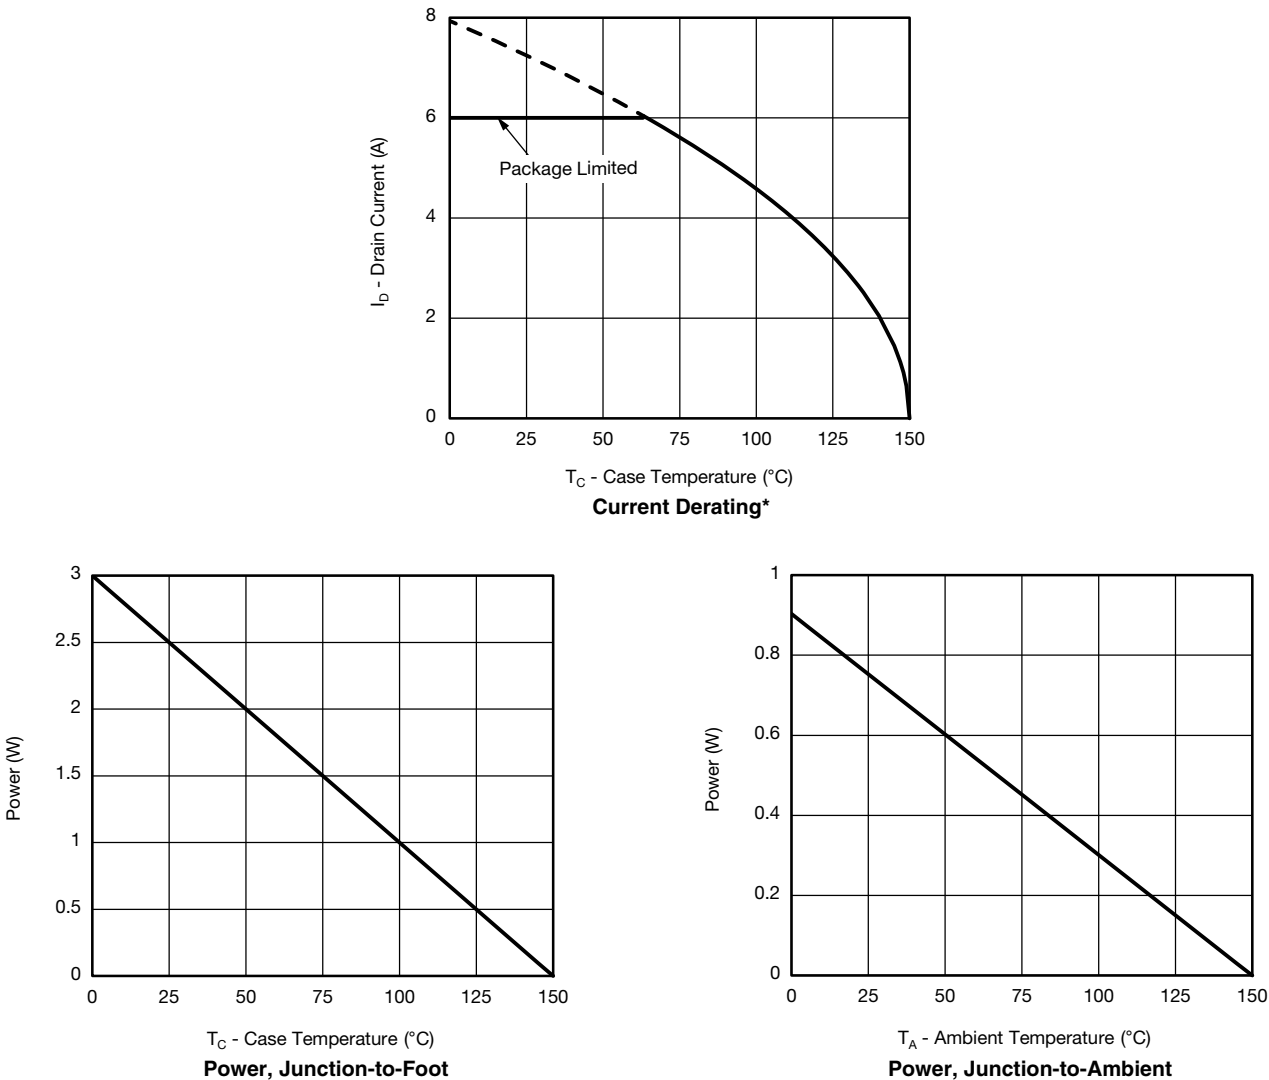 8
6
4
2
0
I_D - Drain Current (A)
Package Limited
0 25 50 75 100 125 150
T_C - Case Temperature (°C)
Current Derating*
3
2.5
2
1.5
1
0.5
0
Power (W)
0 25 50 75 100 125 150
T_C - Case Temperature (°C)
Power, Junction-to-Foot
1
0.8
0.6
0.4
0.2
0
Power (W)
0 25 50 75 100 125 150
T_A - Ambient Temperature (°C)
Power, Junction-to-Ambient